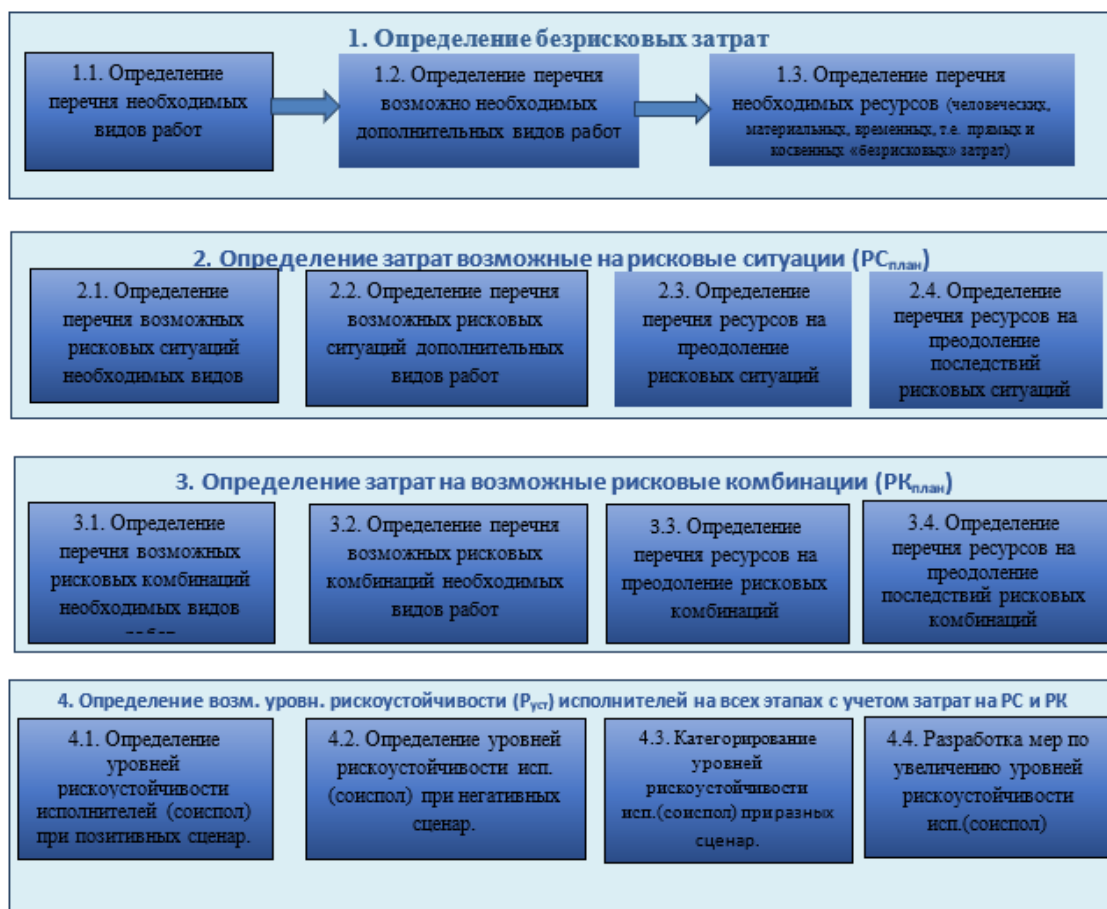 1. Определение безрисковых затрат
1.1. Определение
перечня необходимых
видов работ
1.2. Определение перечня
возможно необходимых
дополнительных видов работ
1.3. Определение перечня
необходимых ресурсов (человеческих,
материальных, временных, т.е. прямых и
косвенных «безрисковых» затрат)
2. Определение затрат возможные на рисковые ситуации (РСплан)
2.1. Определение
перечня возможных
рисковых ситуаций
необходимых видов
2.2. Определение перечня
возможных рисковых
ситуаций дополнительных
видов работ
2.3. Определение
перечня ресурсов на
преодоление
рисковых ситуаций
2.4. Определение
перечня ресурсов на
преодоление
последствий
рисковых ситуаций
3. Определение затрат на возможные рисковые комбинации (РКплан)
3.1. Определение
перечня возможных
рисковых комбинаций
необходимых видов
3.2. Определение перечня
возможных рисковых
комбинаций необходимых
видов работ
3.3. Определение
перечня ресурсов на
преодоление рисковых
комбинаций
3.4. Определение
перечня ресурсов на
преодоление
последствий рисковых
комбинаций
4. Определение возм. уровн. рискоустойчивости (Руст) исполнителей на всех этапах с учетом затрат на РС и РК
4.1. Определение
уровней
рискоустойчивости
исполнителей (соиспол)
при позитивных сценар.
4.2. Определение уровней
рискоустойчивости исп.
(соиспол) при негативных
сценар.
4.3. Категорирование
уровней
рискоустойчивости
исп.(соиспол) при разных
сценар.
4.4. Разработка мер по
увеличению уровней
рискоустойчивости
исп.(соиспол)